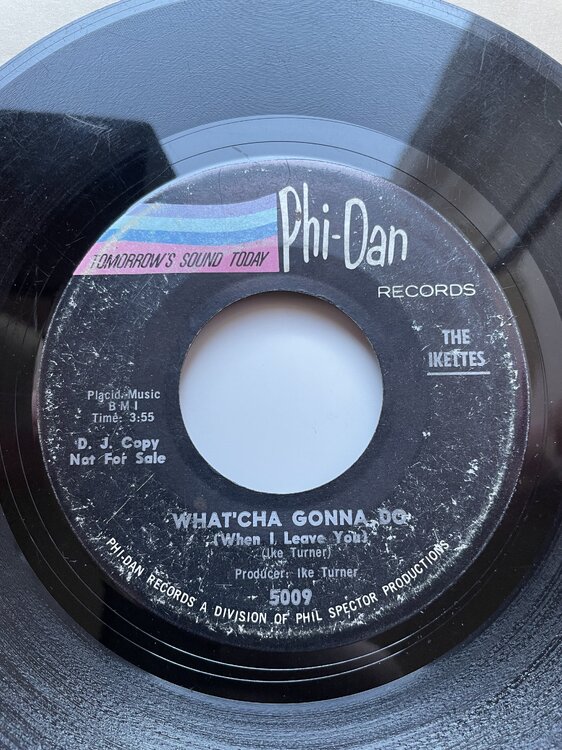 Phi-Dan
TOMORROW'S SOUND TODAY
RECORDS
THE
IKETTES
Placid Music
BMI
Time: 3:55
D. J. Copy
Not For Sale
WHAT'CHA GONNA DO
(When I Leave You)
(Ike Turner)
Producer: Ike Turner
5009
PHI-DAN RECORDS A DIVISION OF PHIL SPECTOR PRODUCTIONS